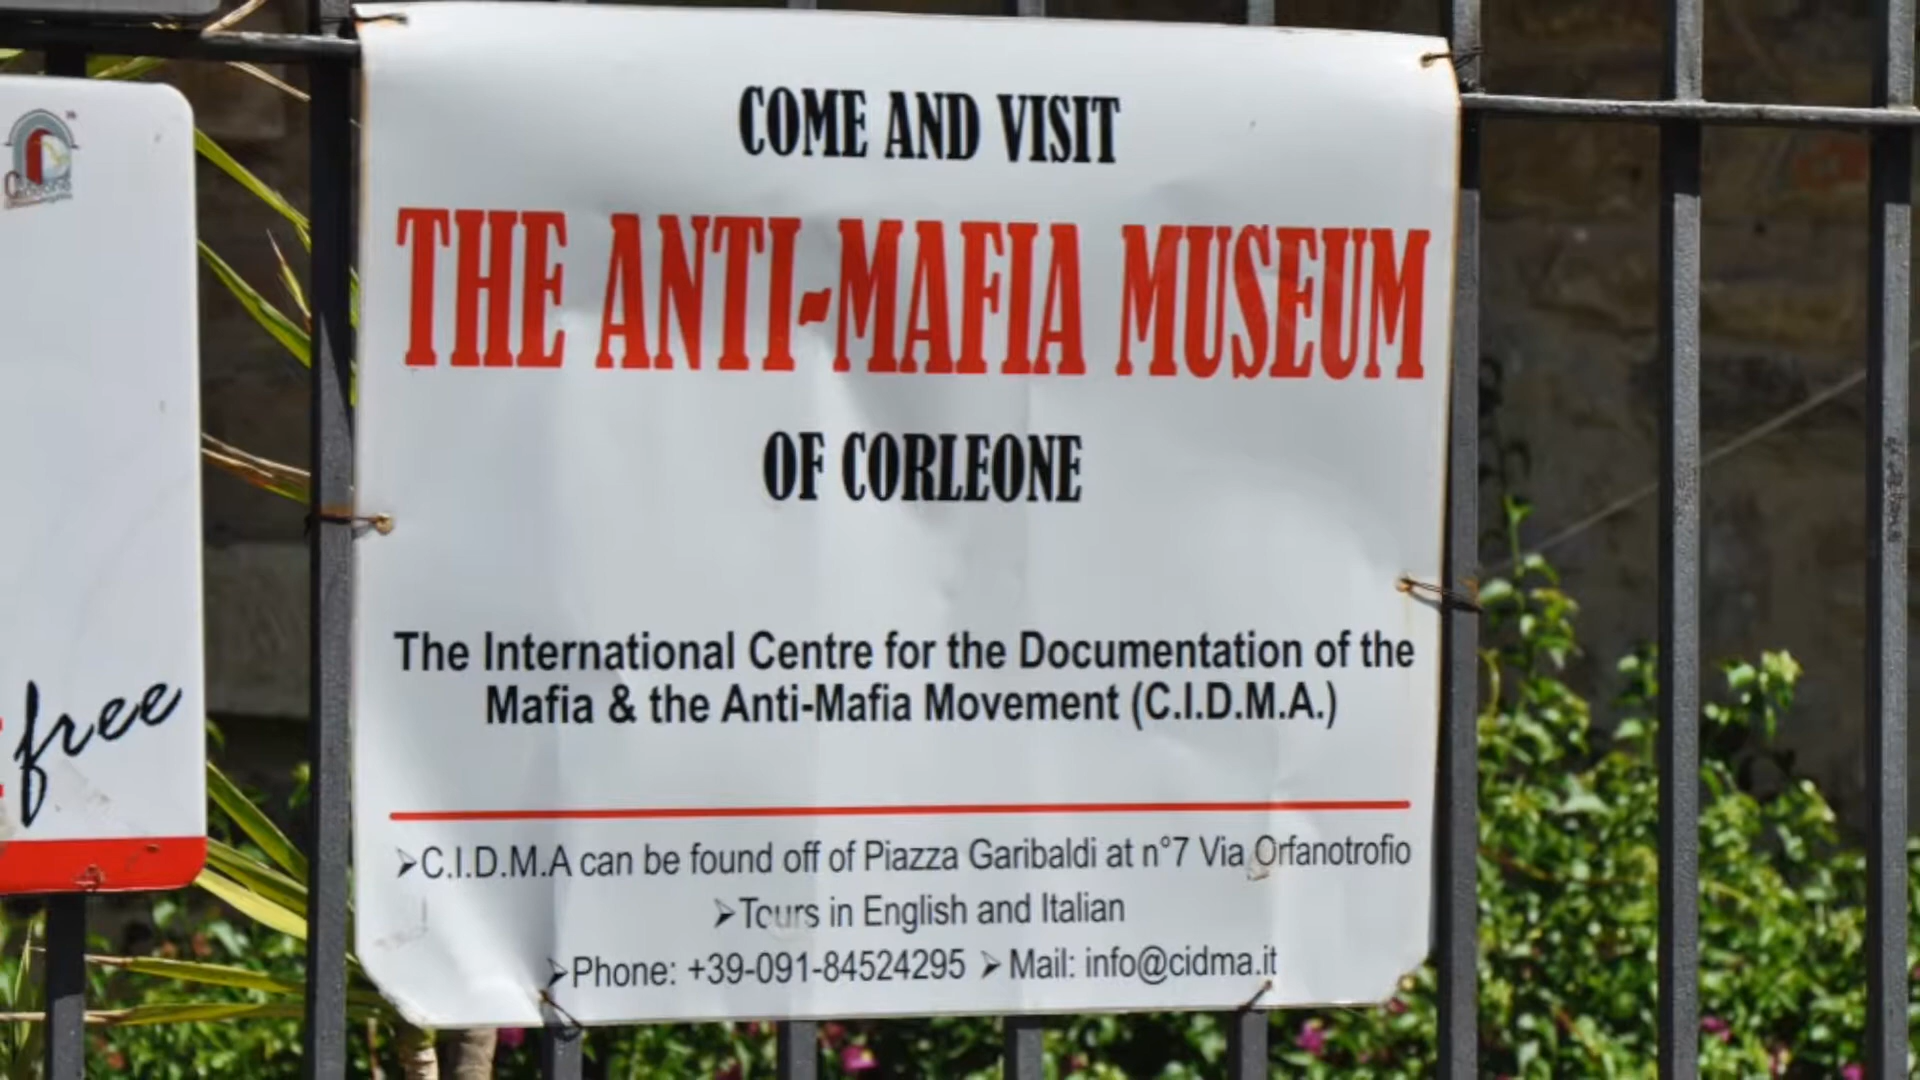 COME AND VISIT
THE ANTI-MAFIA MUSEUM
OF CORLEONE
The International Centre for the Documentation of the
Mafia & the Anti-Mafia Movement (C.I.D.M.A.)
➢C.I.D.M.A can be found off of Piazza Garibaldi at n°7 Via Orfanotrofio
➢Tours in English and Italian
➢Phone: +39-091-84524295 ➢Mail: info@cidma.it
free